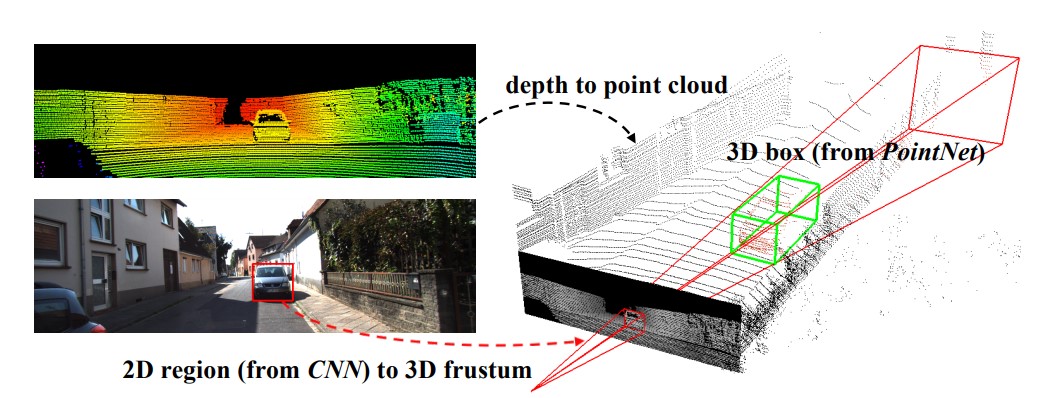 depth to point cloud
3D box (from PointNet)
2D region (from CNN) to 3D frustum